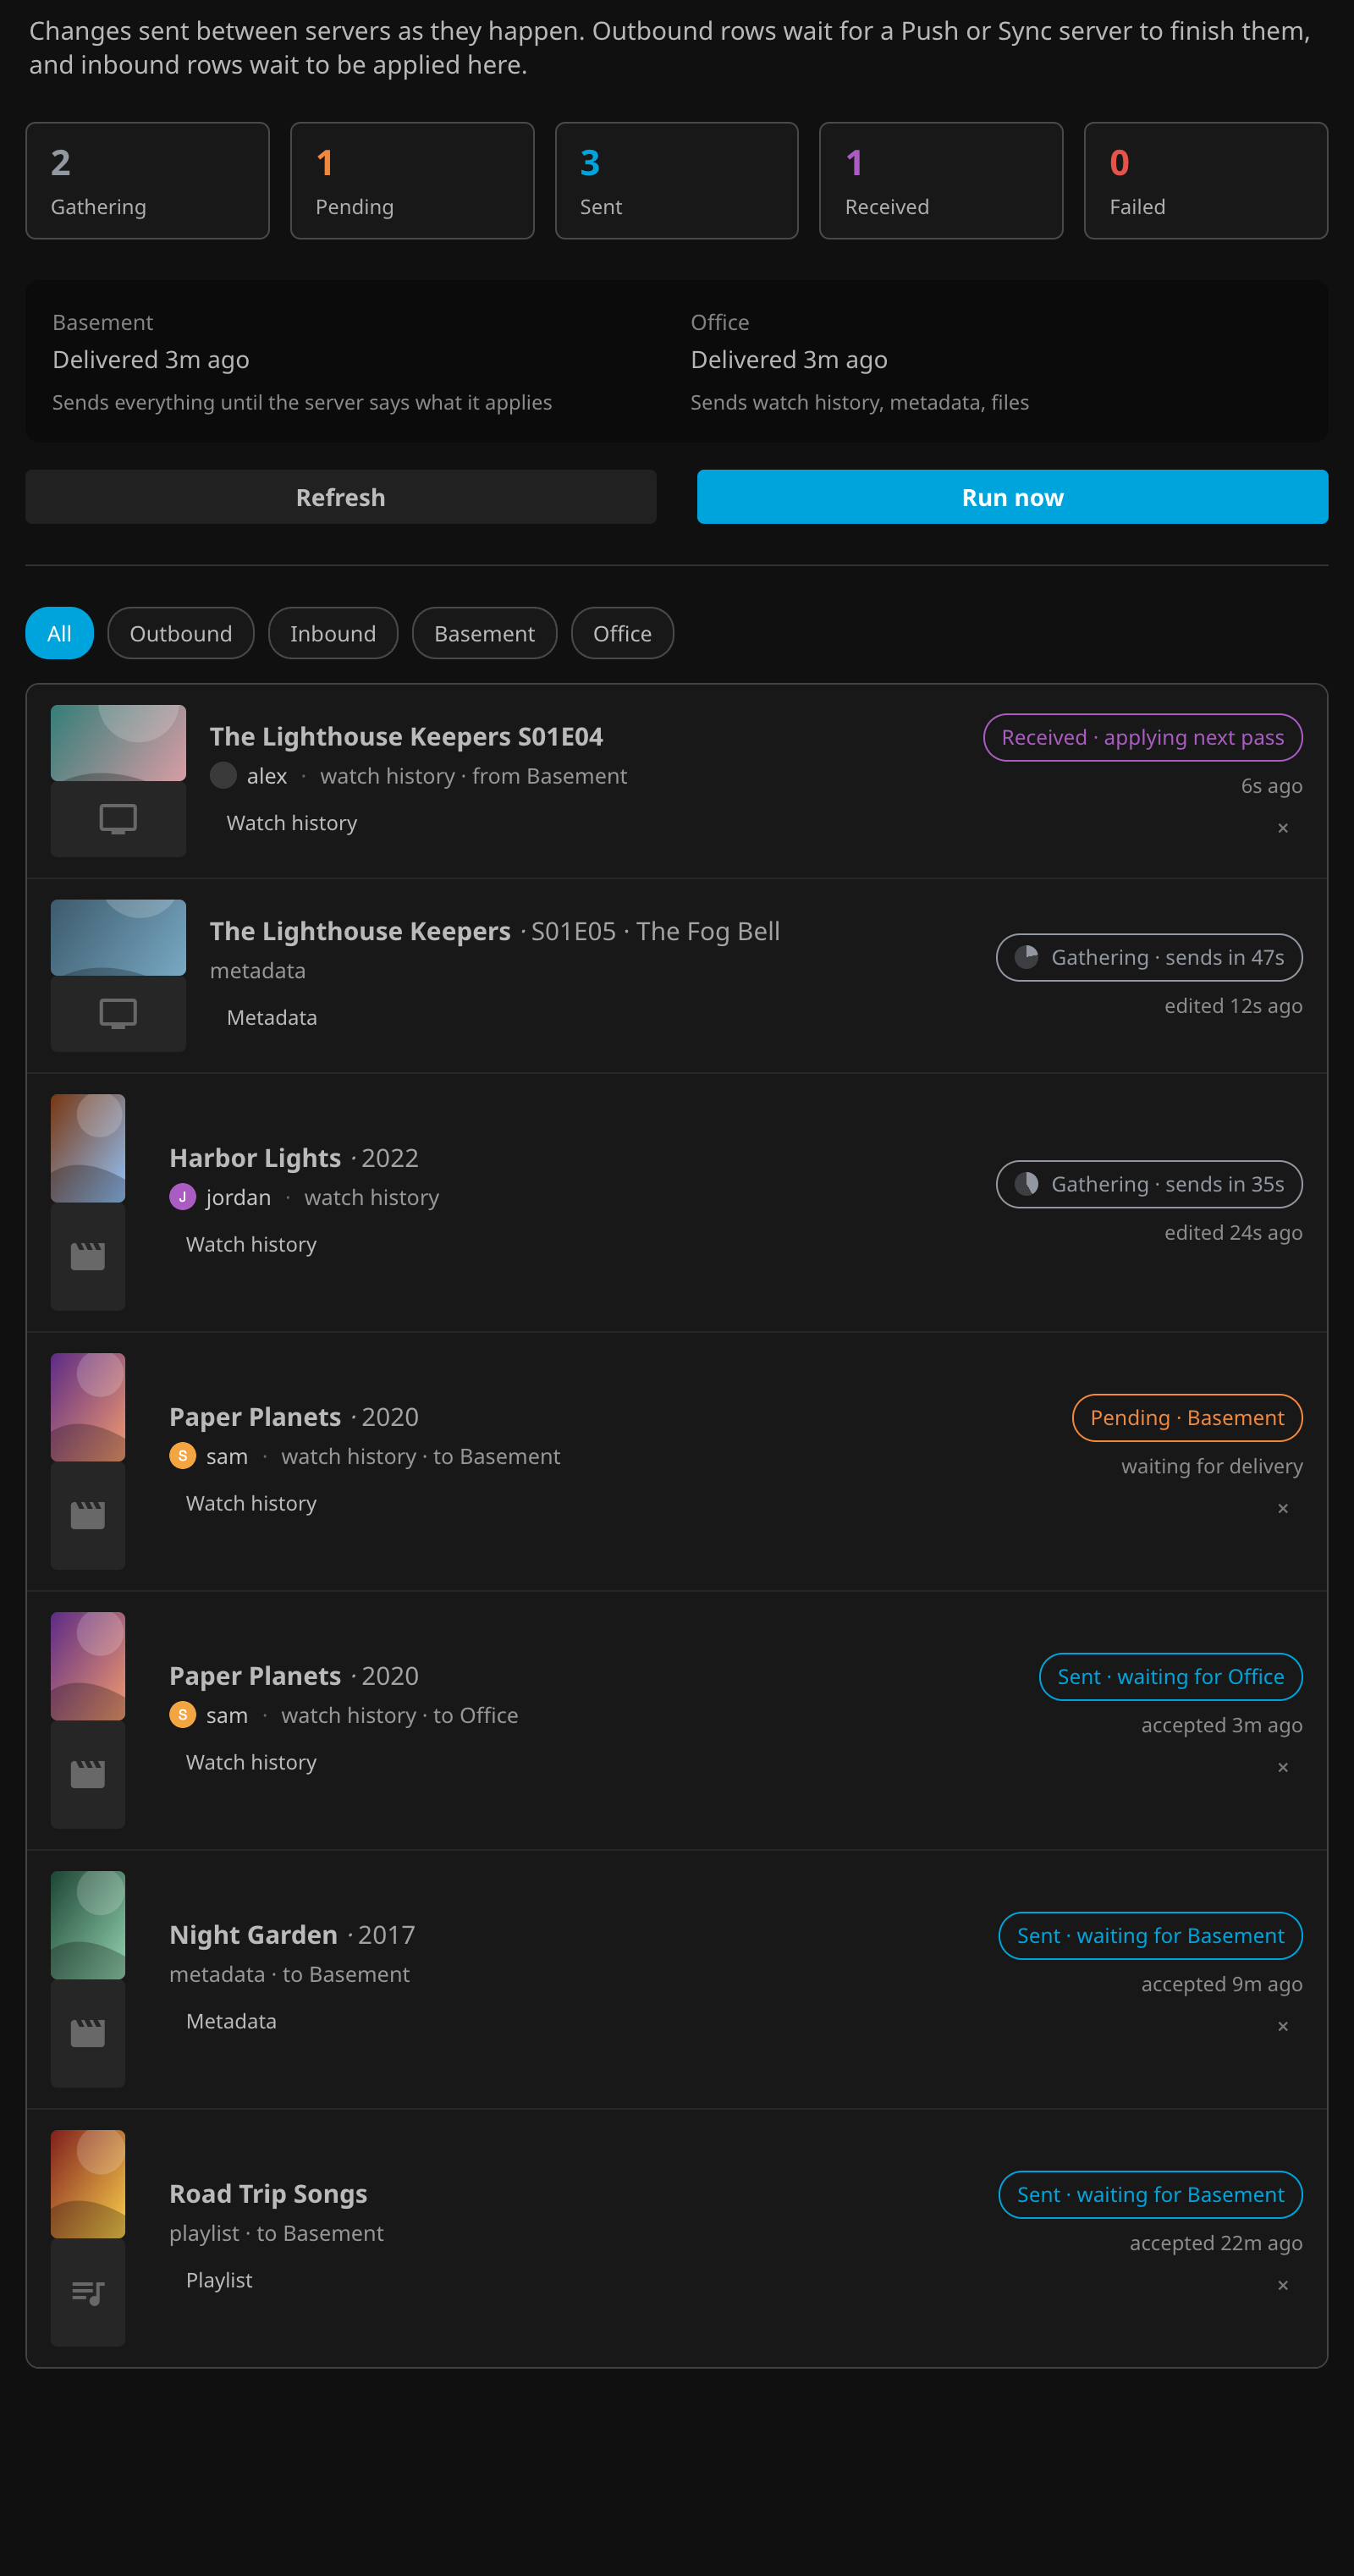 Changes sent between servers as they happen. Outbound rows wait for a Push or Sync server to finish them,
and inbound rows wait to be applied here.
2
Gathering
1
Pending
3
Sent
1
Received
0
Failed
Basement
Delivered 3m ago
Sends everything until the server says what it applies
Office
Delivered 3m ago
Sends watch history, metadata, files
Refresh
Run now
All
Outbound
Inbound
Basement
Office
The Lighthouse Keepers S01E04
alex · watch history · from Basement
Watch history
Received · applying next pass
6s ago
×
The Lighthouse Keepers · S01E05 · The Fog Bell
metadata
Metadata
Gathering · sends in 47s
edited 12s ago
Harbor Lights · 2022
J jordan · watch history
Watch history
Gathering · sends in 35s
edited 24s ago
Paper Planets · 2020
S sam · watch history · to Basement
Watch history
Pending · Basement
waiting for delivery
×
Paper Planets · 2020
S sam · watch history · to Office
Watch history
Sent · waiting for Office
accepted 3m ago
×
Night Garden · 2017
metadata · to Basement
Metadata
Sent · waiting for Basement
accepted 9m ago
×
Road Trip Songs
playlist · to Basement
Playlist
Sent · waiting for Basement
accepted 22m ago
×